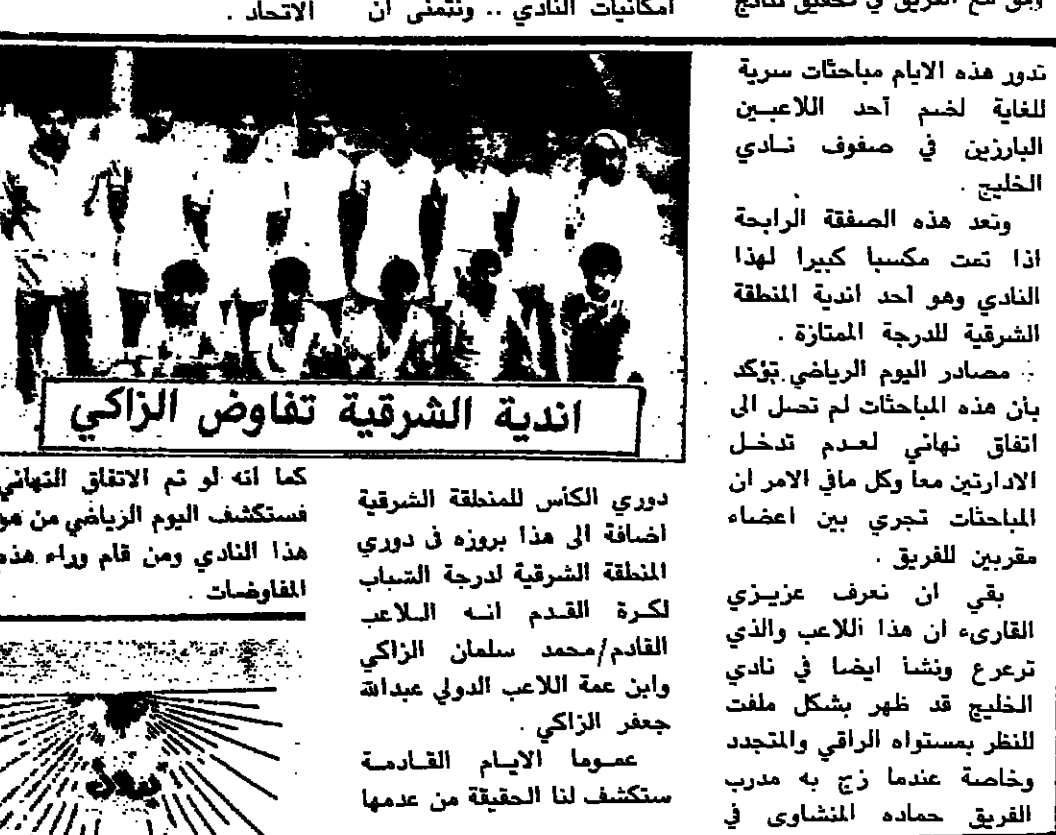 امكانيات النادي .. ونتمنى ان
الاتحاد .
اندية الشرقية تفاوض الزاكي
تدور هذه الايام مباحثات سرية
للغاية لضم أحد اللاعبين
البارزين في صفوف نادي
الخليج .
وتعد هذه الصفقة الرابحة
اذا تمت مكسبا كبيرا لهذا
النادي وهو أحد اندية المنطقة
الشرقية للدرجة الممتازة .
مصادر اليوم الرياضي تؤكد
بأن هذه المباحثات لم تصل الى
اتفاق نهائي لعدم تدخل
الادارتين معا وكل مافي الامر ان
المباحثات تجري بين اعضاء
مقربين للفريق .
بقي ان نعرف عزيزي
القارىء ان هذا اللاعب والذي
ترعرع ونشأ ايضا في نادي
الخليج قد ظهر بشكل ملفت
للنظر بمستواه الراقي والمتجدد
وخاصة عندما زج به مدرب
الفريق حماده المنشاوى في
دوري الكأس للمنطقة الشرقية
اضافة الى هذا بروزه في دوري
المنطقة الشرقية لدرجة الشباب
لكرة القدم انه اللاعب
القادم/محمد سلمان الزاكي
وابن عمة اللاعب الدولي عبدالله
جعفر الزاكي .
عموما الايام القادمة
ستكشف لنا الحقيقة من عدمها
كما انه لو تم الاتفاق النهائي
فستكشف اليوم الرياضي من هو
هذا النادي ومن قام وراء هذه
المفاوضات .